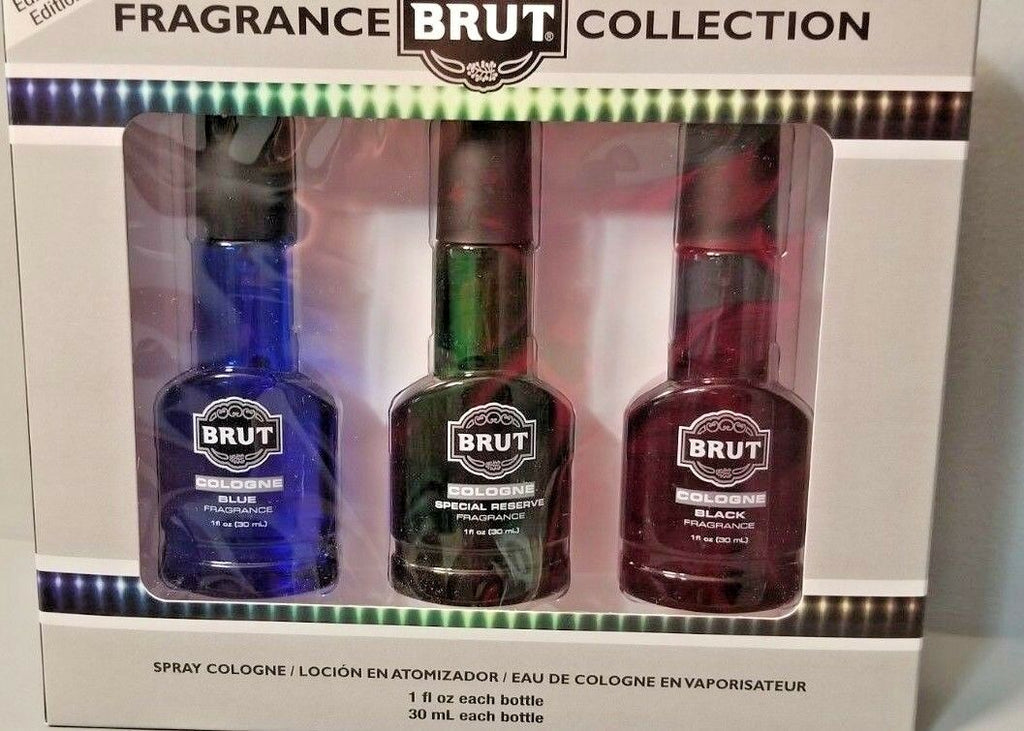 Edition
FRAGRANCE BRUT® COLLECTION
BRUT
COLOGNE
BLUE
FRAGRANCE
1 fl oz (30 mL)
BRUT
COLOGNE
SPECIAL RESERVE
FRAGRANCE
1 fl oz (30 mL)
BRUT
COLOGNE
BLACK
FRAGRANCE
1 fl oz (30 mL)
SPRAY COLOGNE / LOCIÓN EN ATOMIZADOR / EAU DE COLOGNE EN VAPORISATEUR
1 fl oz each bottle
30 mL each bottle